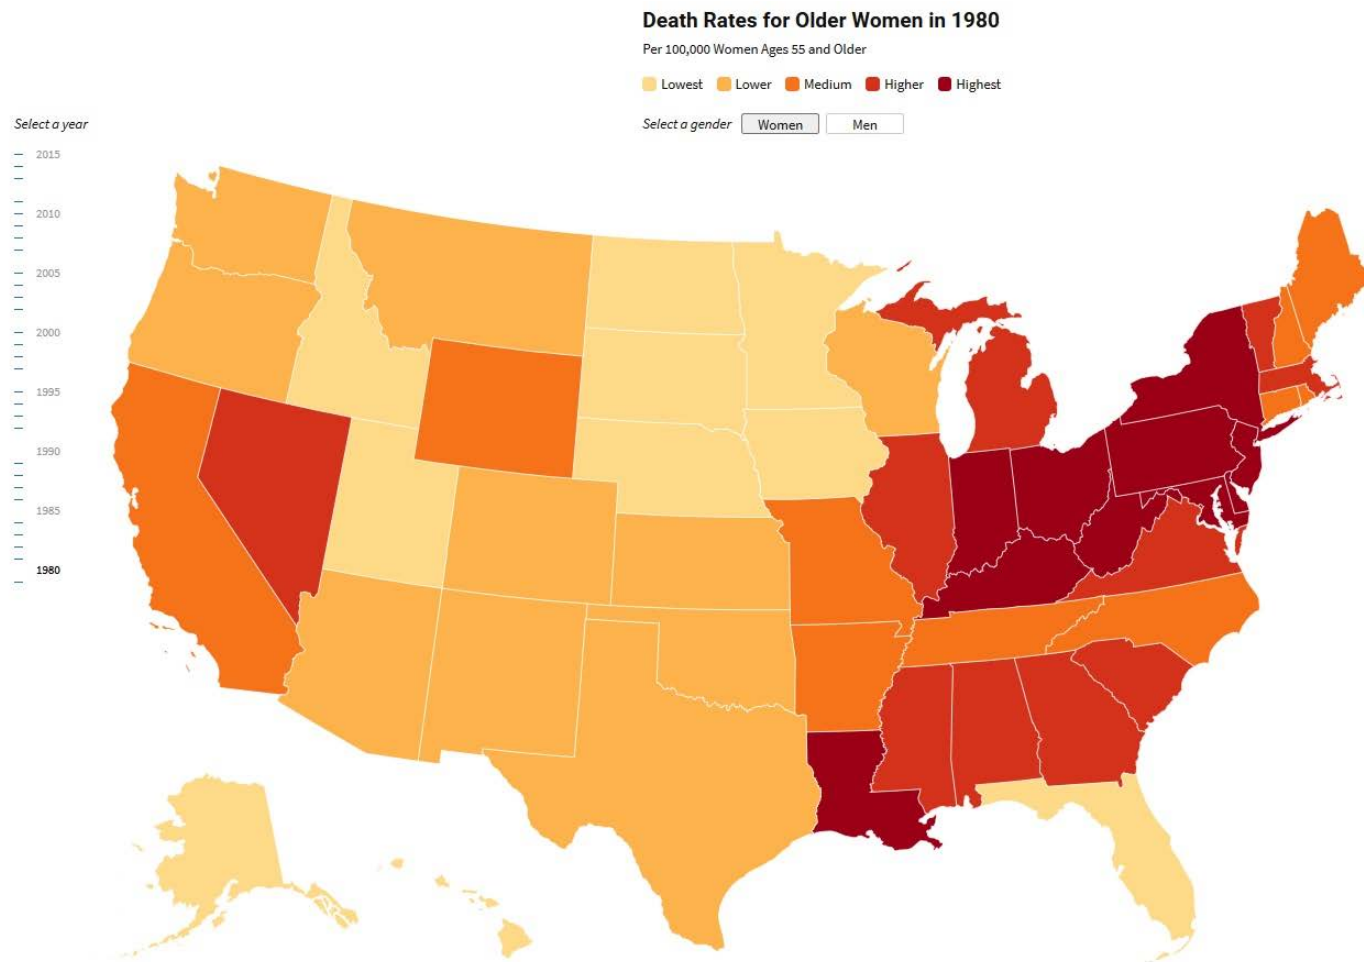 Death Rates for Older Women in 1980
Per 100,000 Women Ages 55 and Older
Lowest Lower Medium Higher Highest
Select a year
Select a gender Women Men
2015
2010
2005
2000
1995
1990
1985
1980